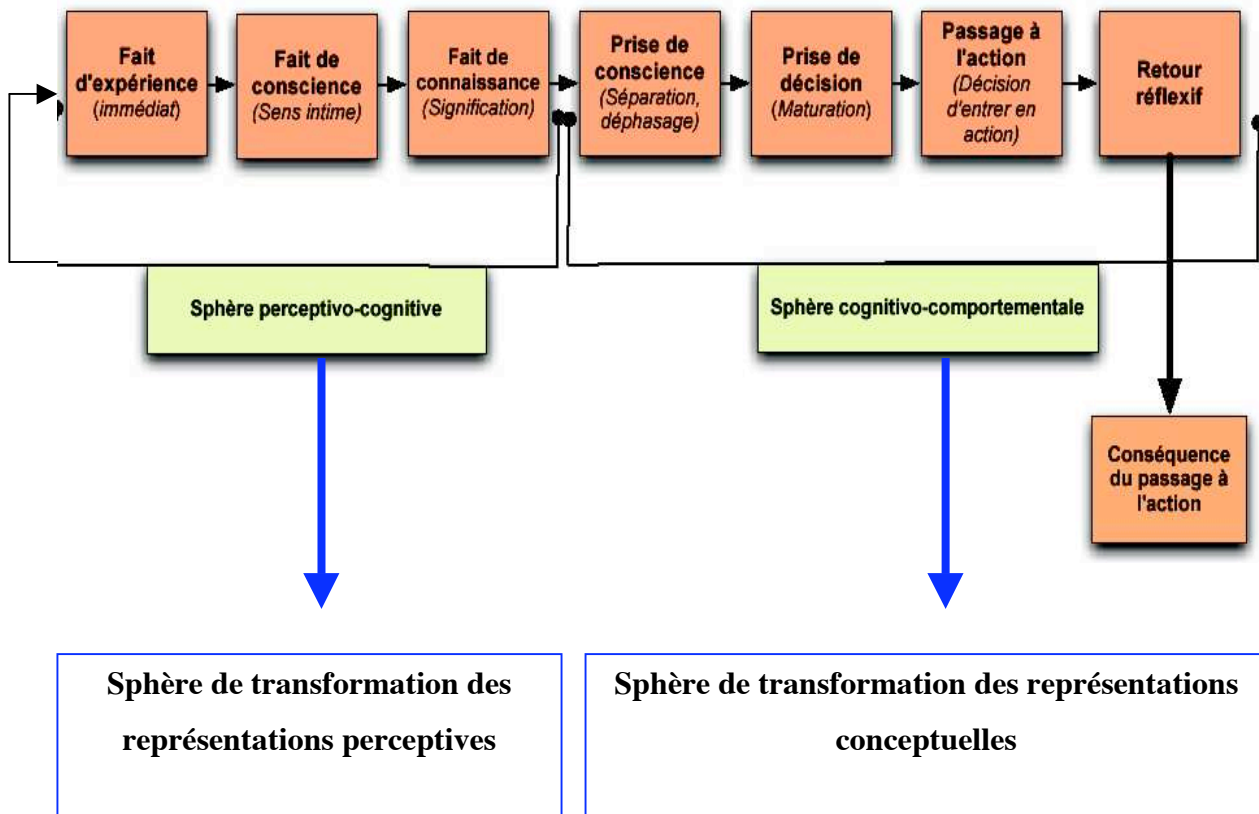 Fait
d'expérience
(immédiat)
Fait de
conscience
(Sens intime)
Fait de
connaissance
(Signification)
Prise de
conscience
(Séparation,
déphasage)
Prise de
décision
(Maturation)
Passage à
l'action
(Décision
d'entrer en
action)
Retour
réflexif
Sphère perceptivo-cognitive
Sphère cognitivo-comportementale
Conséquence
du passage à
l'action
Sphère de transformation des
représentations perceptives
Sphère de transformation des représentations
conceptuelles